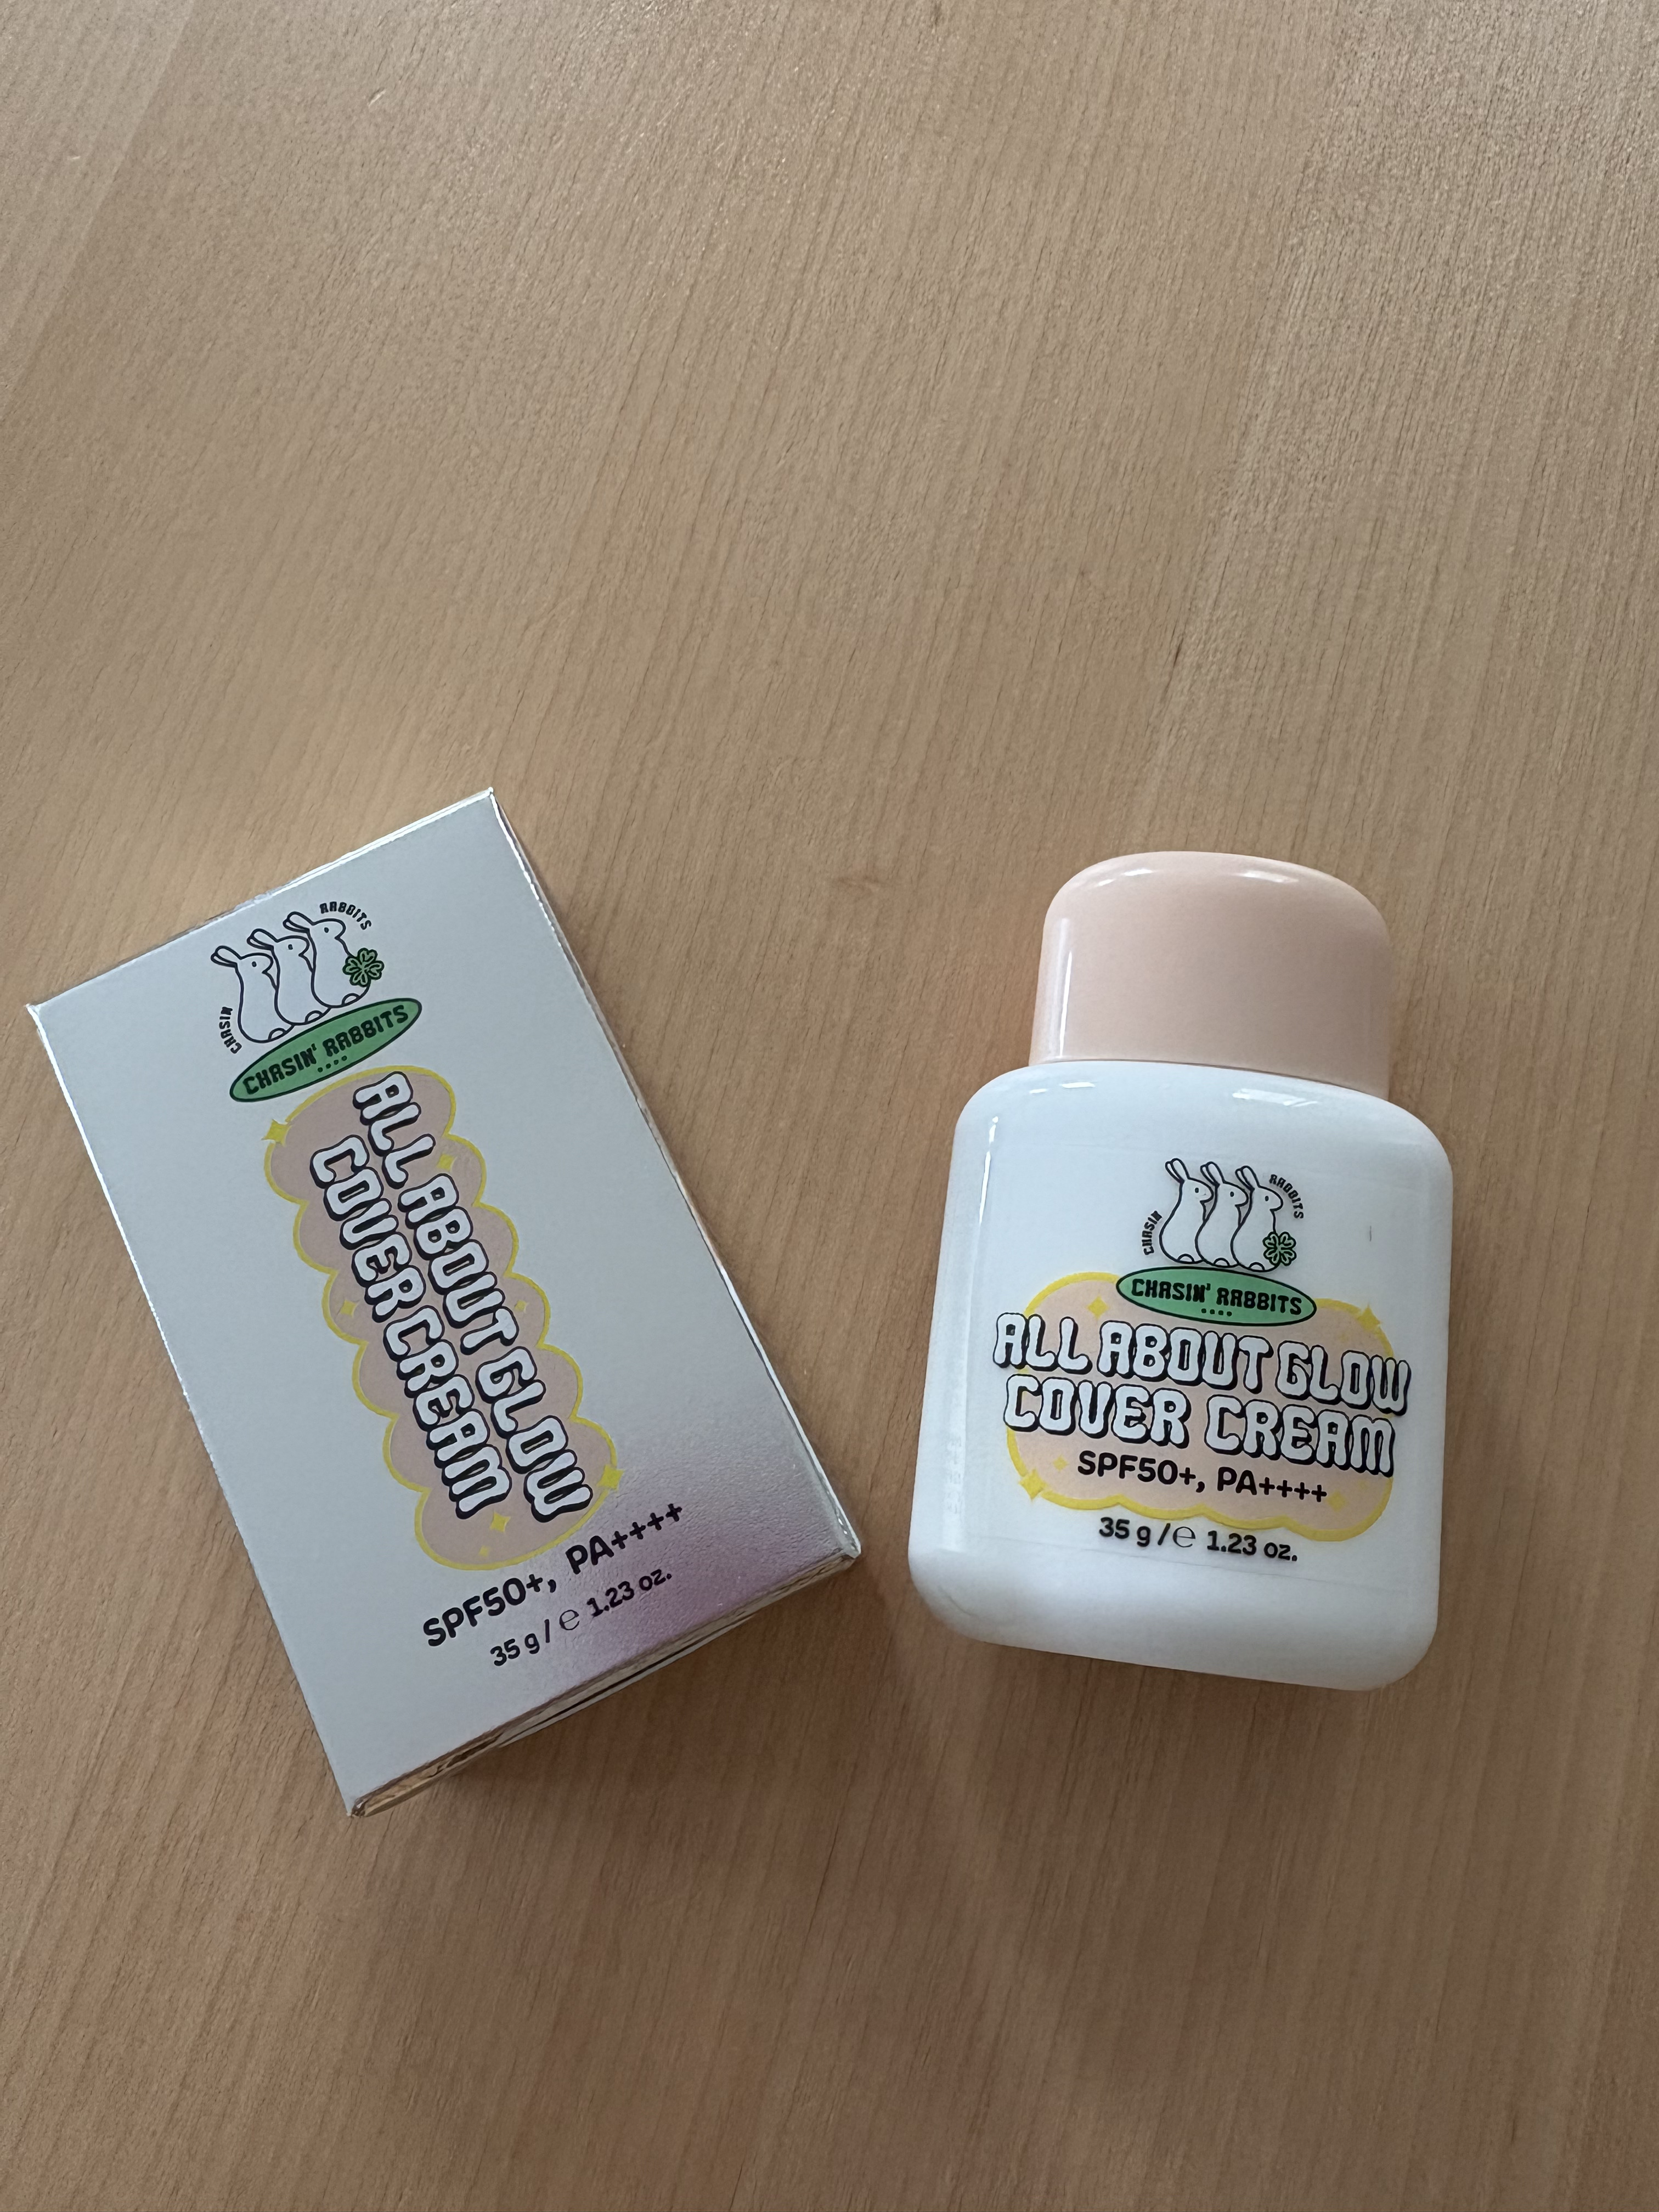 CHASIN RABBITS
CHASIN' RABBITS
ALL ABOUT GLOW
COVER CREAM
SPF50+, PA++++
35 g / ℮ 1.23 oz.
CHASIN RABBITS
CHASIN' RABBITS
ALL ABOUT GLOW
COVER CREAM
SPF50+, PA++++
35 g / ℮ 1.23 oz.